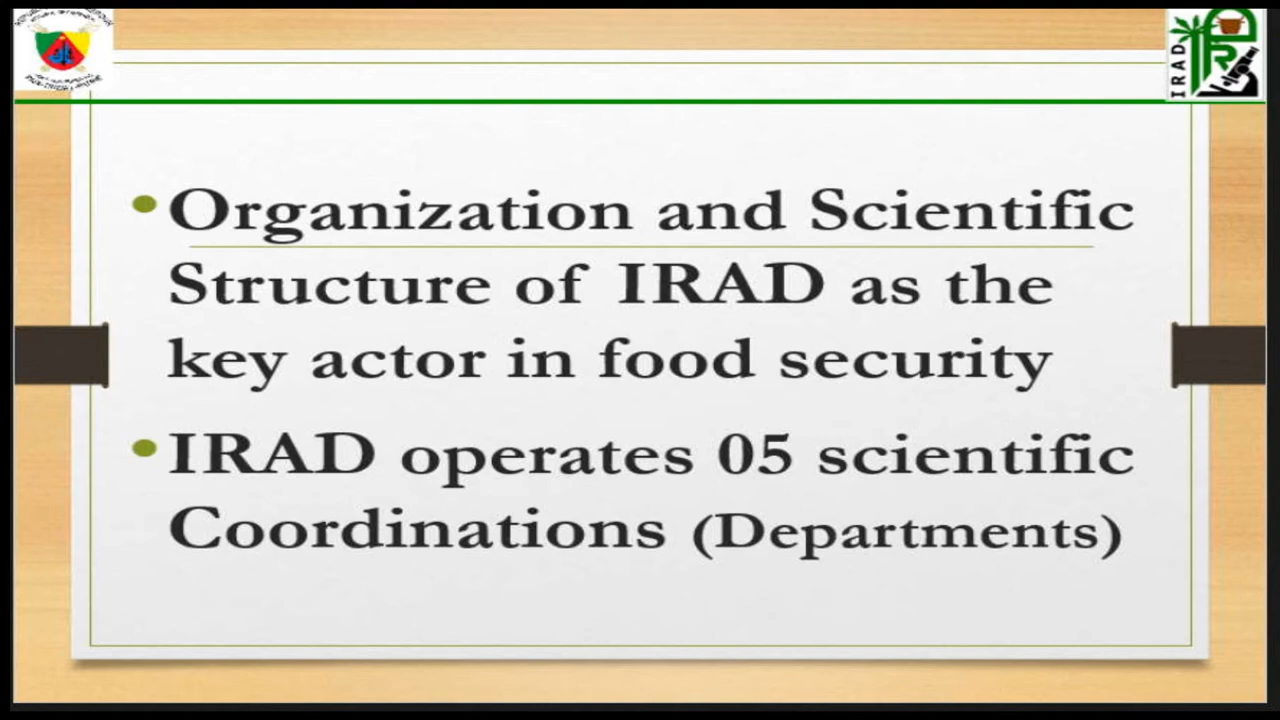 IRAD
• Organization and Scientific
Structure of IRAD as the
key actor in food security
• IRAD operates 05 scientific
Coordinations (Departments)